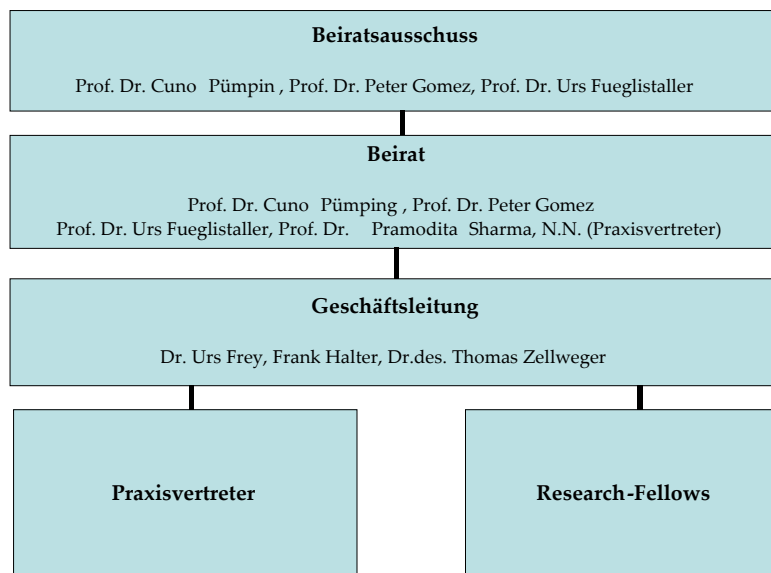 Beiratsausschuss
Prof. Dr. Cuno Pümpin , Prof. Dr. Peter Gomez, Prof. Dr. Urs Fueglistaller
Beirat
Prof. Dr. Cuno Pümping , Prof. Dr. Peter Gomez
Prof. Dr. Urs Fueglistaller, Prof. Dr. Pramodita Sharma, N.N. (Praxisvertreter)
Geschäftsleitung
Dr. Urs Frey, Frank Halter, Dr.des. Thomas Zellweger
Praxisvertreter
Research-Fellows